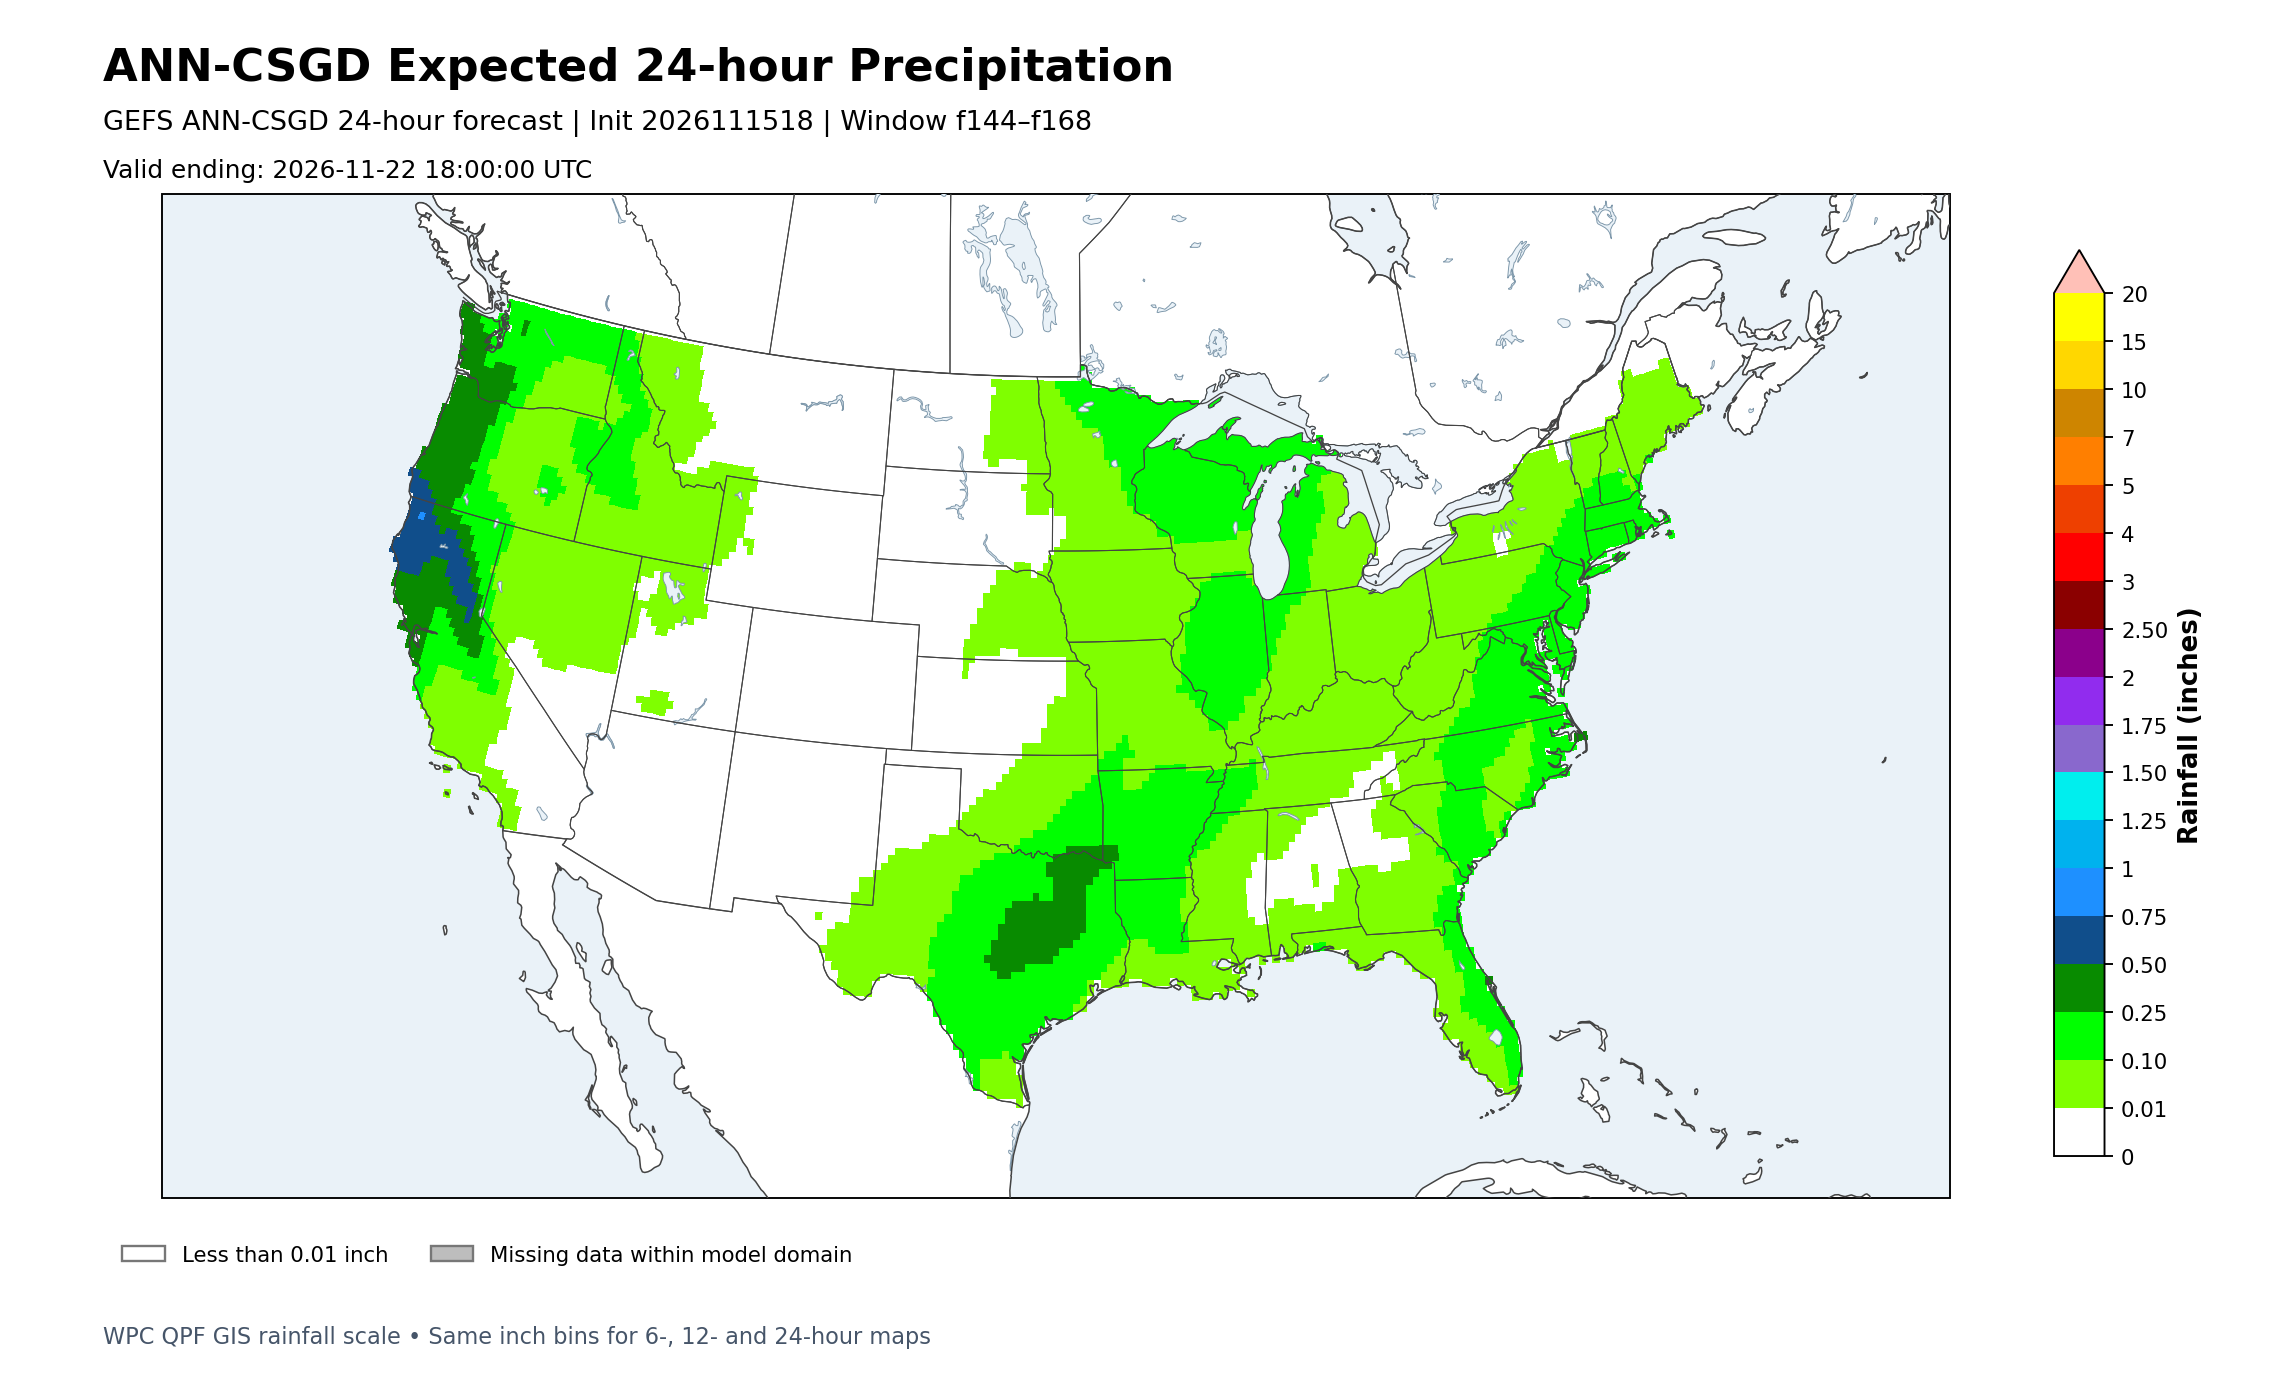 ANN-CSGD Expected 24-hour Precipitation
GEFS ANN-CSGD 24-hour forecast | Init 2026111518 | Window f144–f168
Valid ending: 2026-11-22 18:00:00 UTC
20
15
10
7
5
4
3
2.50
2
1.75
1.50
1.25
1
0.75
0.50
0.25
0.10
0.01
0
Rainfall (inches)
Less than 0.01 inch
Missing data within model domain
WPC QPF GIS rainfall scale • Same inch bins for 6-, 12- and 24-hour maps